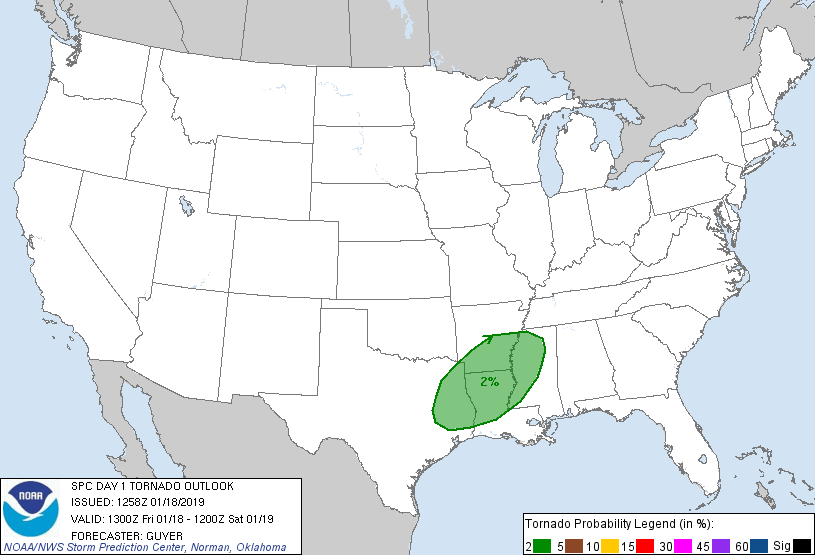 2%
NOAA
SPC DAY 1 TORNADO OUTLOOK
ISSUED: 1258Z 01/18/2019
VALID: 1300Z Fri 01/18 - 1200Z Sat 01/19
FORECASTER: GUYER
NOAA/NWS Storm Prediction Center, Norman, Oklahoma
Tornado Probability Legend (in %):
2 5 10 15 30 45 60 Sig